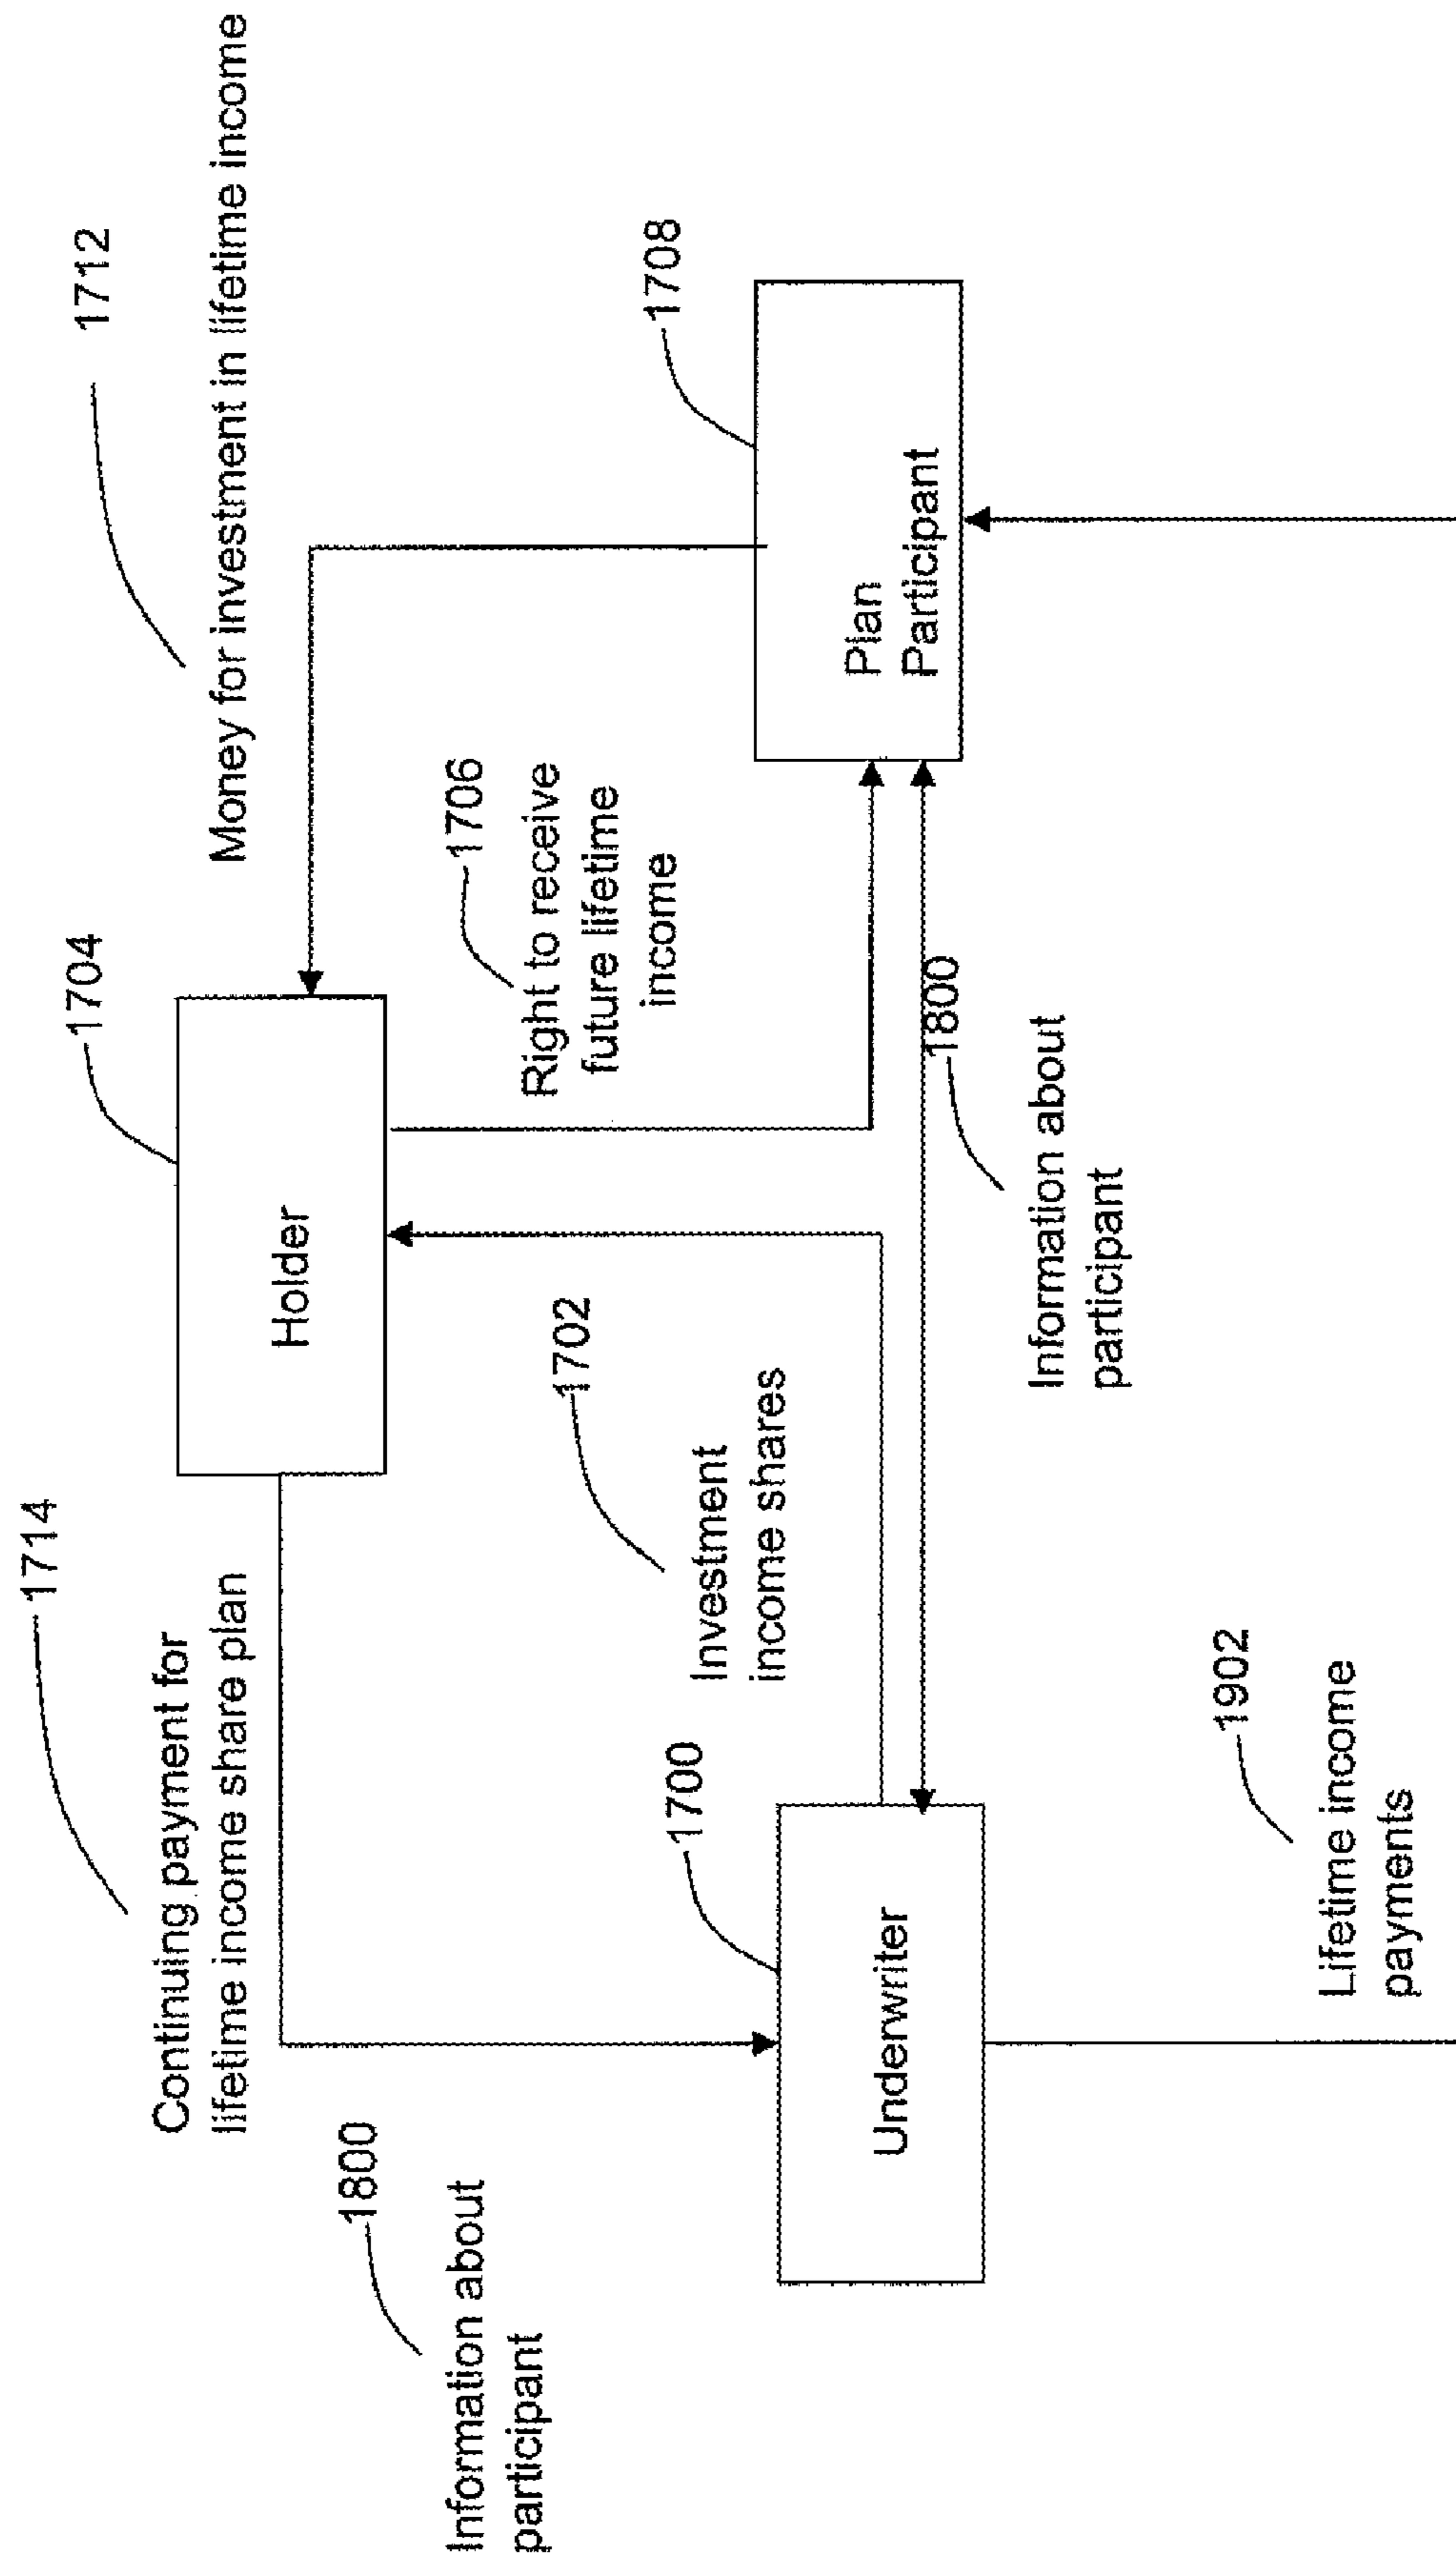 1714
Continuing payment for
lifetime income share plan
1704
Holder
1712
Money for investment in lifetime income
1800
Information about
participant
1702
Investment
income shares
1706
Right to receive
future lifetime
income
1700
Underwriter
1708
Plan
Participant
1800
Information about
participant
1902
Lifetime income
payments